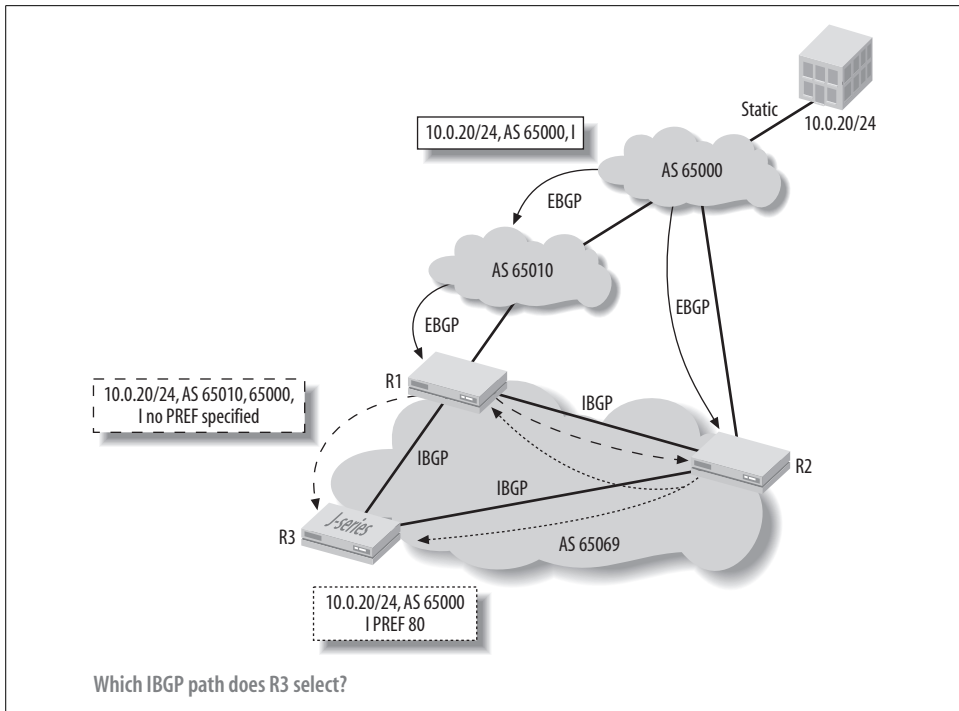 Static
10.0.20/24
10.0.20/24, AS 65000, I
AS 65000
EBGP
AS 65010
EBGP
EBGP
R1
10.0.20/24, AS 65010,65000,
I no PREF specified
IBGP
IBGP
R2
IBGP
J-series
R3
AS 65069
10.0.20/24, AS 65000
I PREF 80
Which IBGP path does R3 select?